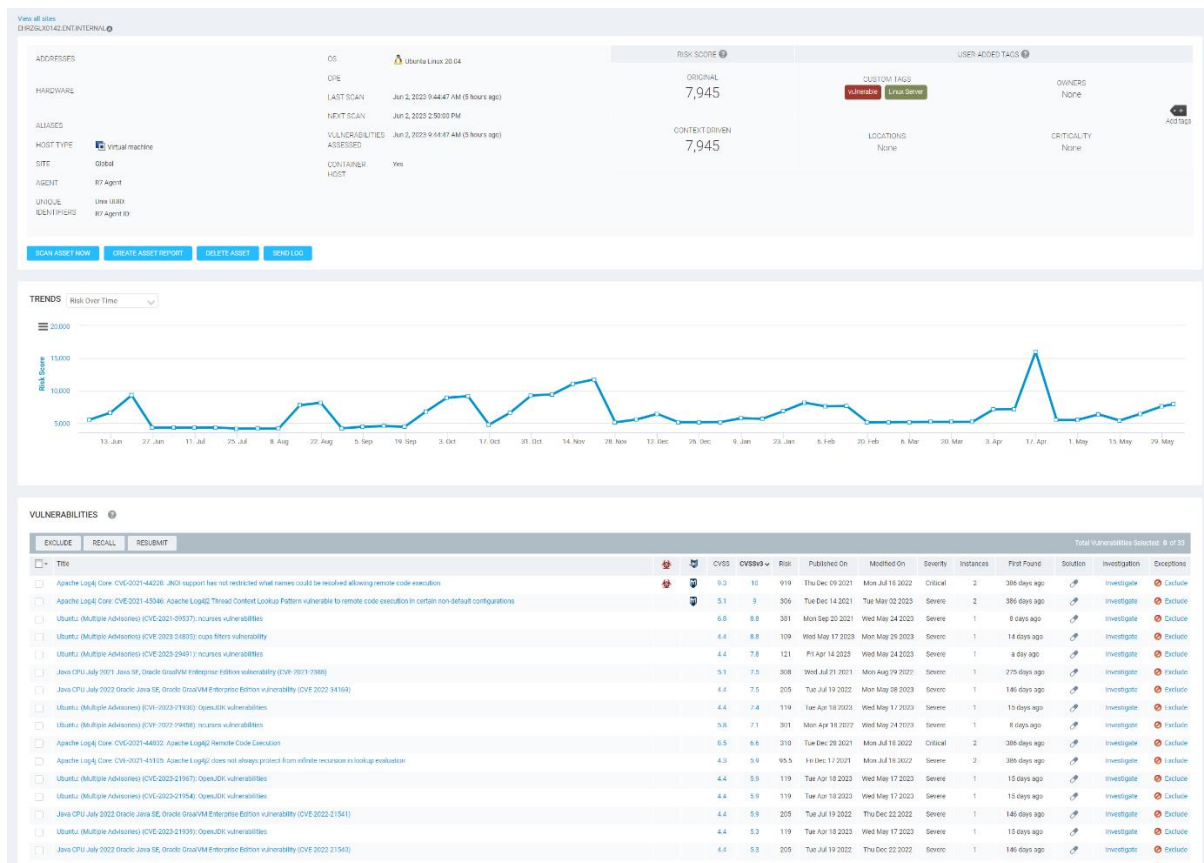 View all sites
ADDRESSES
HARDWARE
ALIASES
HOST TYPE Virtual machine
SITE Global
AGENT R7 Agent
UNIQUE IDENTIFIERS
R7 Agent ID
OS Ubuntu Linux 20.04
CPE
LAST SCAN Jun 2, 2023 9:44:47 AM (5 hours ago)
NEXT SCAN Jun 2, 2023 2:50:00 PM
VULNERABILITIES ASSESSED Jun 2, 2023 9:44:47 AM (5 hours ago)
CONTAINER HOST Yes
RISK SCORE
ORIGINAL
7,945
CONTEXT DRIVEN
7,945
USER-ADDED TAGS
CUSTOM TAGS
vulnerable Linux Server
OWNERS
None
LOCATIONS
None
CRITICALITY
None
Add tags
SCAN ASSET NOW CREATE ASSET REPORT DELETE ASSET SEND LOG
TRENDS Risk Over Time
Risk Score
20,000
15,000
10,000
5,000
13. Jun 27. Jun 11. Jul 25. Jul 8. Aug 22. Aug 5. Sep 19. Sep 3. Oct 17. Oct 31. Oct 14. Nov 28. Nov 12. Dec 26. Dec 9. Jan 23. Jan 6. Feb 20. Feb 6. Mar 20. Mar 3. Apr 17. Apr 1. May 15. May 29. May
VULNERABILITIES
EXCLUDE RECALL RESUBMIT Total Vulnerabilities Selected: 0 of 33
Title CVSS CVSSv3 Risk Published On Modified On Severity Instances First Found Solution Investigation Exceptions
Apache Log4j Core: CVE-2021-44228: JNDI support has not restricted what names could be resolved allowing remote code execution 9.3 10 919 Thu Dec 09 2021 Mon Jul 18 2022 Critical 2 386 days ago Investigate Exclude
Apache Log4j Core: CVE-2021-45046: Apache Log4j2 Thread Context Lookup Pattern vulnerable to remote code execution in certain non-default configurations 5.1 9 306 Tue Dec 14 2021 Tue May 02 2023 Severe 2 386 days ago Investigate Exclude
Ubuntu: (Multiple Advisories) (CVE-2021-39537): ncurses vulnerabilities 6.8 8.8 381 Mon Sep 20 2021 Wed May 24 2023 Severe 1 8 days ago Investigate Exclude
Ubuntu: (Multiple Advisories) (CVE-2023-24805): cups-filters vulnerability 4.4 8.8 109 Wed May 17 2023 Mon May 29 2023 Severe 1 14 days ago Investigate Exclude
Ubuntu: (Multiple Advisories) (CVE-2023-29491): ncurses vulnerabilities 4.4 7.8 121 Fri Apr 14 2023 Wed May 24 2023 Severe 1 a day ago Investigate Exclude
Java CPU July 2021 Java SE, Oracle GraalVM Enterprise Edition vulnerability (CVE-2021-2388) 5.1 7.5 308 Wed Jul 21 2021 Mon Aug 29 2022 Severe 1 275 days ago Investigate Exclude
Java CPU July 2022 Oracle Java SE, Oracle GraalVM Enterprise Edition vulnerability (CVE-2022-34169) 4.4 7.5 205 Tue Jul 19 2022 Mon May 08 2023 Severe 1 146 days ago Investigate Exclude
Ubuntu: (Multiple Advisories) (CVE-2023-21930): OpenJDK vulnerabilities 4.4 7.4 119 Tue Apr 18 2023 Wed May 17 2023 Severe 1 15 days ago Investigate Exclude
Ubuntu: (Multiple Advisories) (CVE-2022-29458): ncurses vulnerabilities 5.8 7.1 301 Mon Apr 18 2022 Wed May 24 2023 Severe 1 8 days ago Investigate Exclude
Apache Log4j Core: CVE-2021-44832: Apache Log4j2 Remote Code Execution 8.5 6.6 310 Tue Dec 28 2021 Mon Jul 18 2022 Critical 2 386 days ago Investigate Exclude
Apache Log4j Core: CVE-2021-45105: Apache Log4j2 does not always protect from infinite recursion in lookup evaluation 4.3 5.9 95.5 Fri Dec 17 2021 Mon Jul 18 2022 Severe 2 386 days ago Investigate Exclude
Ubuntu: (Multiple Advisories) (CVE-2023-21967): OpenJDK vulnerabilities 4.4 5.9 119 Tue Apr 18 2023 Wed May 17 2023 Severe 1 15 days ago Investigate Exclude
Ubuntu: (Multiple Advisories) (CVE-2023-21954): OpenJDK vulnerabilities 4.4 5.9 119 Tue Apr 18 2023 Wed May 17 2023 Severe 1 15 days ago Investigate Exclude
Java CPU July 2022 Oracle Java SE, Oracle GraalVM Enterprise Edition vulnerability (CVE-2022-21541) 4.4 5.9 205 Tue Jul 19 2022 Thu Dec 22 2022 Severe 1 146 days ago Investigate Exclude
Ubuntu: (Multiple Advisories) (CVE-2023-21939): OpenJDK vulnerabilities 4.4 5.3 119 Tue Apr 18 2023 Wed May 17 2023 Severe 1 15 days ago Investigate Exclude
Java CPU July 2022 Oracle Java SE, Oracle GraalVM Enterprise Edition vulnerability (CVE-2022-21540) 4.4 5.3 205 Tue Jul 19 2022 Thu Dec 22 2022 Severe 1 146 days ago Investigate Exclude